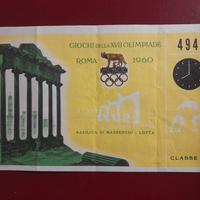 GIOCHI DELLA XVII OLIMPIADE
494
ROMA 1960
BASILICA DI MASSENZIO - LOTTA
CLASSE